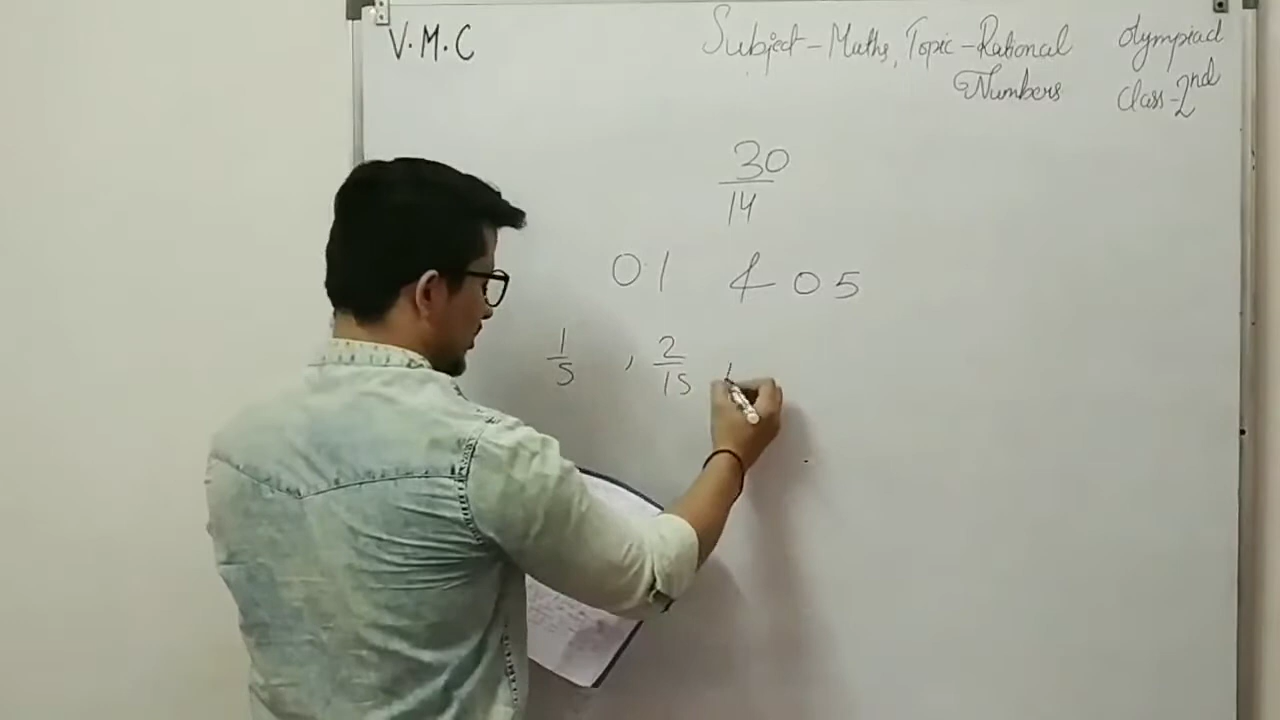 V.M.C
Subject - Maths, Topic - Rational
Numbers
Olympiad
Class - 2nd
30
14
0.1 & 0 5
1/5 , 2/15